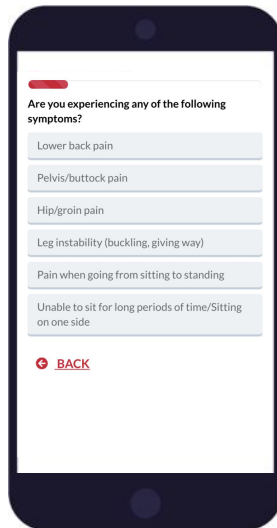 Are you experiencing any of the following
symptoms?
Lower back pain
Pelvis/buttock pain
Hip/groin pain
Leg instability (buckling, giving way)
Pain when going from sitting to standing
Unable to sit for long periods of time/Sitting
on one side
BACK